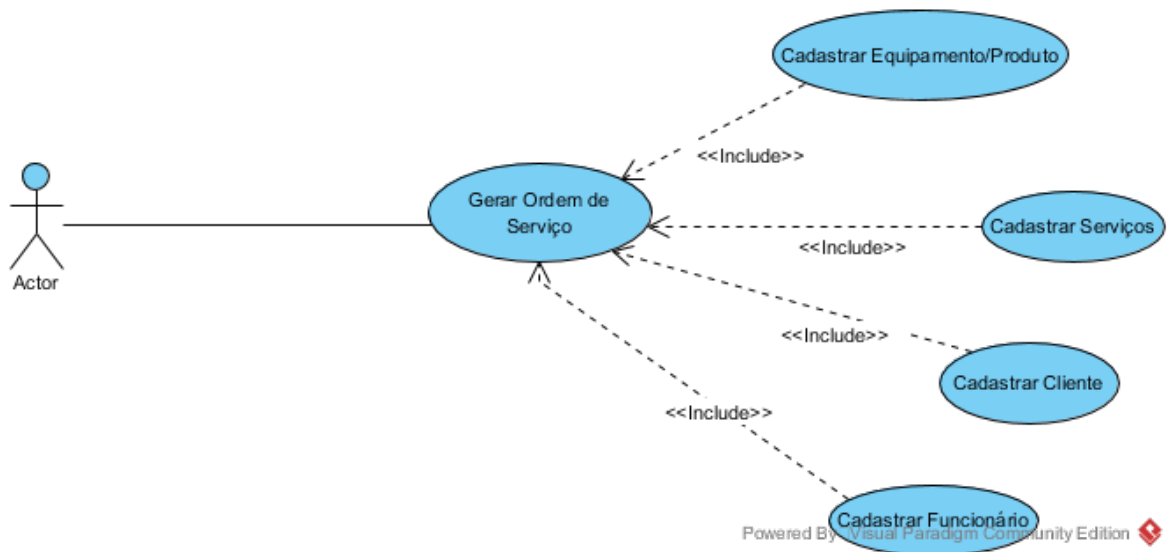 Cadastrar Equipamento/Produto
<<Include>>
Gerar Ordem de
Serviço
Cadastrar Serviços
<<Include>>
Actor
<<Include>>
Cadastrar Cliente
<<Include>>
Cadastrar Funcionário
Powered By Visual Paradigm Community Edition